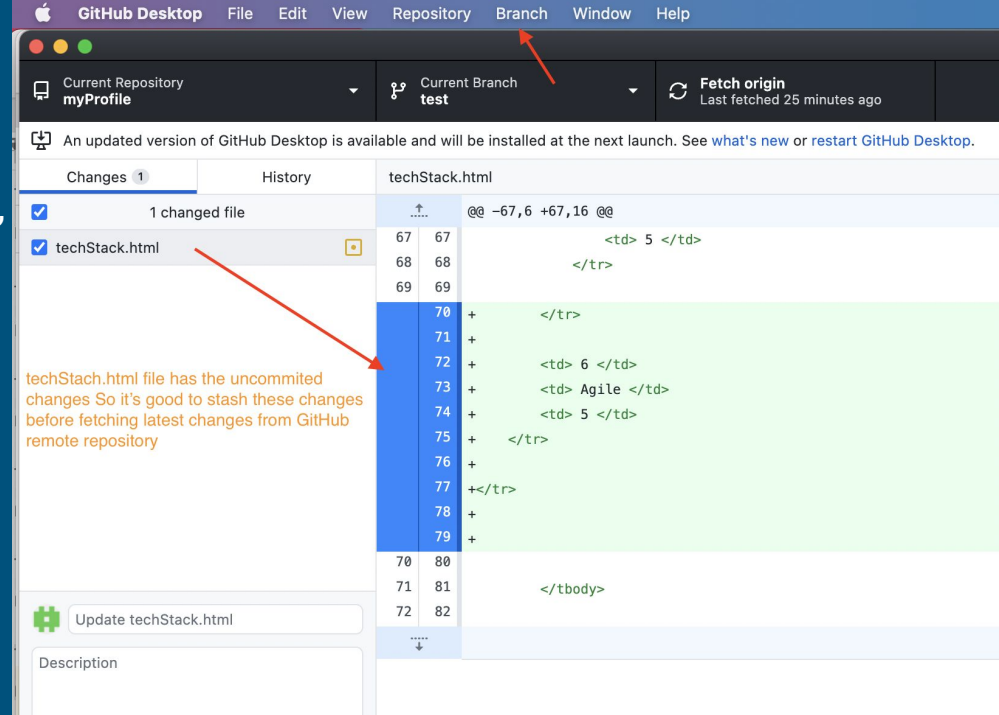 GitHub Desktop File Edit View Repository Branch Window Help
Current Repository
myProfile
Current Branch
test
Fetch origin
Last fetched 25 minutes ago
An updated version of GitHub Desktop is available and will be installed at the next launch. See what's new or restart GitHub Desktop.
Changes 1 History
techStack.html
1 changed file
techStack.html
techStach.html file has the uncommited
changes So it's good to stash these changes
before fetching latest changes from GitHub
remote repository
Update techStack.html
Description
@@ -67,6 +67,16 @@
67 67 <td> 5 </td>
68 68 </tr>
69 69
70 + </tr>
71 +
72 + <td> 6 </td>
73 + <td> Agile </td>
74 + <td> 5 </td>
75 + </tr>
76 +
77 +</tr>
78 +
79 +
70 80
71 81 </tbody>
72 82